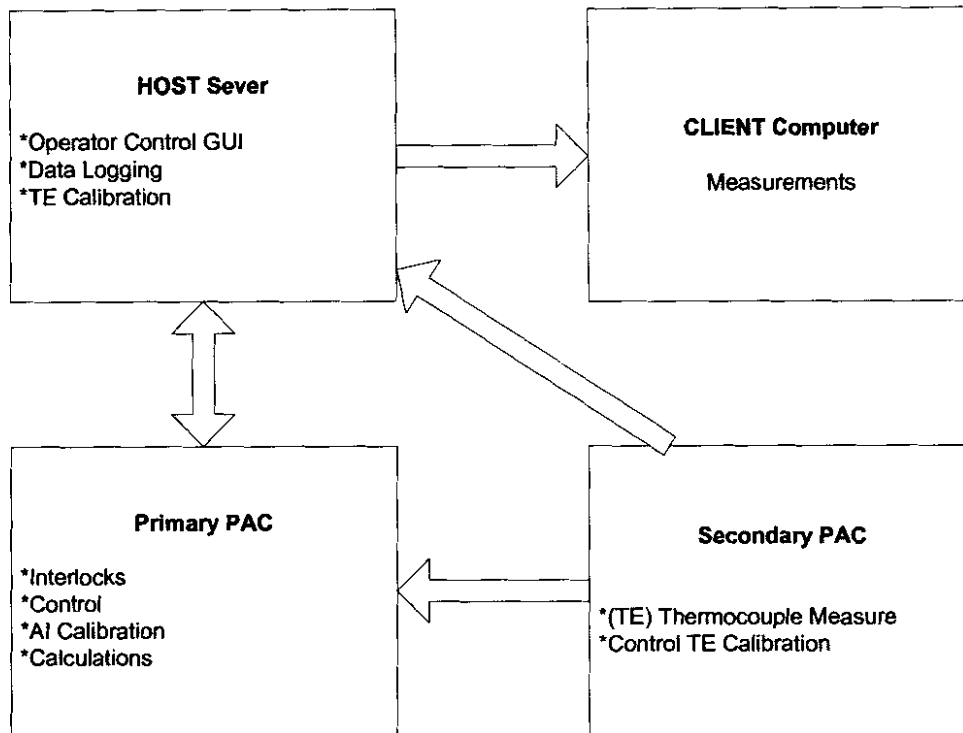 HOST Sever
*Operator Control GUI
*Data Logging
*TE Calibration
CLIENT Computer
Measurements
Primary PAC
*Interlocks
*Control
*AI Calibration
*Calculations
Secondary PAC
*(TE) Thermocouple Measure
*Control TE Calibration